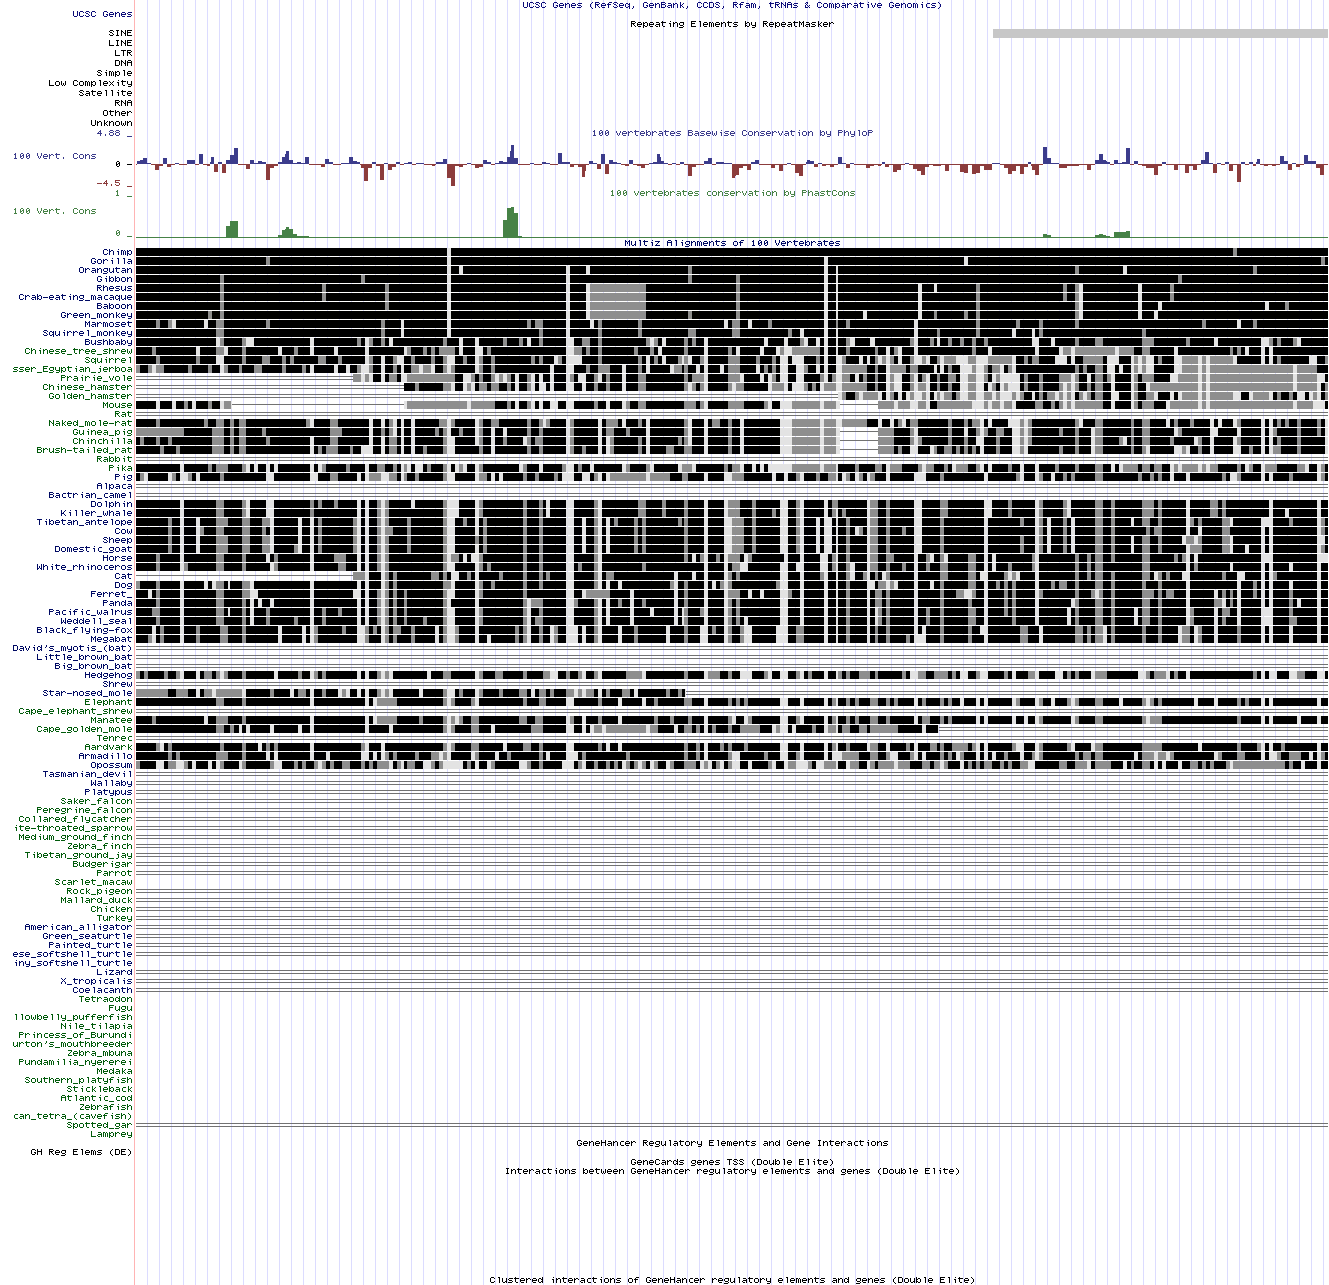 UCSC Genes (RefSeq, GenBank, CCDS, Rfam, tRNAs & Comparative Genomics)
UCSC Genes
Repeating Elements by RepeatMasker
SINE
LINE
LTR
DNA
Simple
Low Complexity
Satellite
RNA
Other
Unknown
4.88 _
100 vertebrates Basewise Conservation by PhyloP
100 Vert. Cons
0 _
-4.5 _
100 vertebrates conservation by PhastCons
1 _
100 Vert. Cons
0 _
Multiz Alignments of 100 Vertebrates
Chimp
Gorilla
Orangutan
Gibbon
Rhesus
Crab-eating_macaque
Baboon
Green_monkey
Marmoset
Squirrel_monkey
Bushbaby
Chinese_tree_shrew
Squirrel
sser_Egyptian_jerboa
Prairie_vole
Chinese_hamster
Golden_hamster
Mouse
Rat
Naked_mole-rat
Guinea_pig
Chinchilla
Brush-tailed_rat
Rabbit
Pika
Pig
Alpaca
Bactrian_camel
Dolphin
Killer_whale
Tibetan_antelope
Cow
Sheep
Domestic_goat
Horse
White_rhinoceros
Cat
Dog
Ferret_
Panda
Pacific_walrus
Weddell_seal
Black_flying-fox
Megabat
David's_myotis_(bat)
Little_brown_bat
Big_brown_bat
Hedgehog
Shrew
Star-nosed_mole
Elephant
Cape_elephant_shrew
Manatee
Cape_golden_mole
Tenrec
Aardvark
Armadillo
Opossum
Tasmanian_devil
Wallaby
Platypus
Saker_falcon
Peregrine_falcon
Collared_flycatcher
ite-throated_sparrow
Medium_ground_finch
Zebra_finch
Tibetan_ground_jay
Budgerigar
Parrot
Scarlet_macaw
Rock_pigeon
Mallard_duck
Chicken
Turkey
American_alligator
Green_seaturtle
Painted_turtle
ese_softshell_turtle
iny_softshell_turtle
Lizard
X_tropicalis
Coelacanth
Tetraodon
Fugu
llowbelly_pufferfish
Nile_tilapia
Princess_of_Burundi
urton's_mouthbreeder
Zebra_mbuna
Pundamilia_nyererei
Medaka
Southern_platyfish
Stickleback
Atlantic_cod
Zebrafish
can_tetra_(cavefish)
Spotted_gar
Lamprey
GeneHancer Regulatory Elements and Gene Interactions
GH Reg Elems (DE)
GeneCards genes TSS (Double Elite)
Interactions between GeneHancer regulatory elements and genes (Double Elite)
Clustered interactions of GeneHancer regulatory elements and genes (Double Elite)